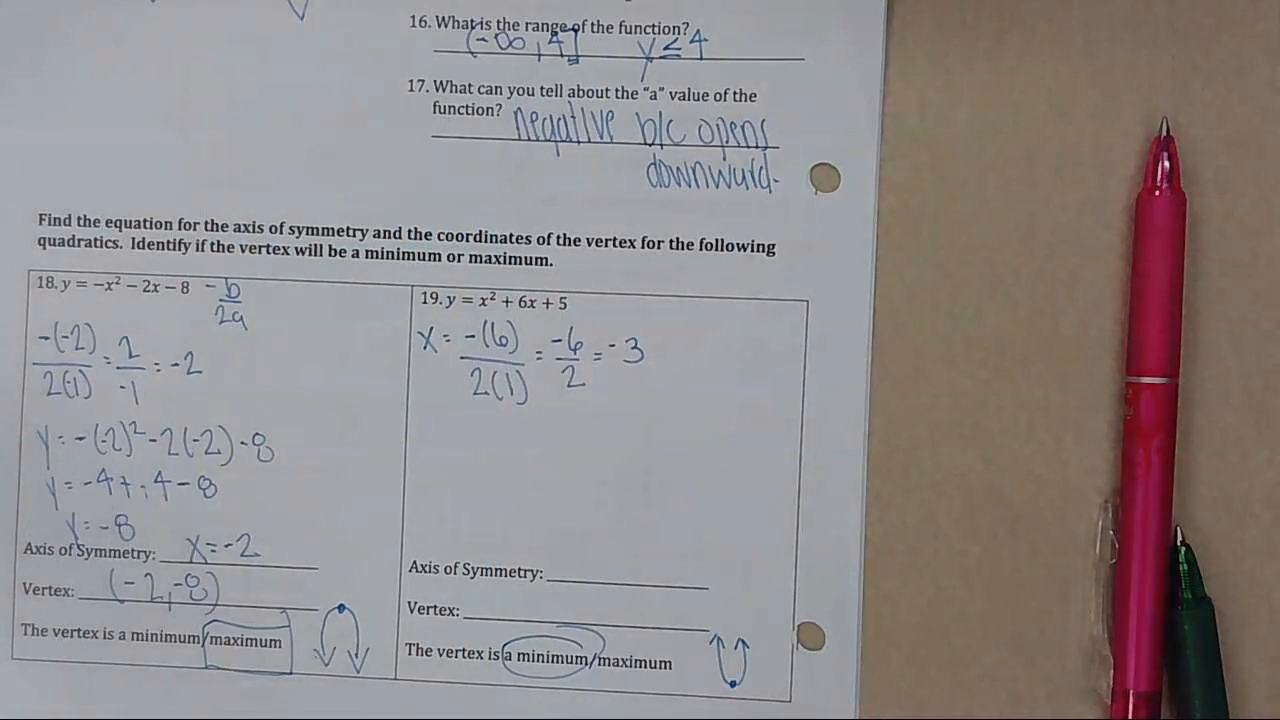 16. What is the range of the function?
(-∞, 4] y ≤ 4
17. What can you tell about the "a" value of the
function? negative b/c opens
downward.
Find the equation for the axis of symmetry and the coordinates of the vertex for the following
quadratics. Identify if the vertex will be a minimum or maximum.
18. y = −x² − 2x − 8 -b/2a
-(-2)/2(-1) = 2/-1 = -2
y = -(-2)² - 2(-2) - 8
y = -4 + 4 - 8
y = -8
Axis of Symmetry: x = -2
Vertex: (-2, -8)
The vertex is a minimum/maximum
19. y = x² + 6x + 5
x = -(6)/2(1) = -6/2 = -3
Axis of Symmetry:
Vertex:
The vertex is a minimum/maximum